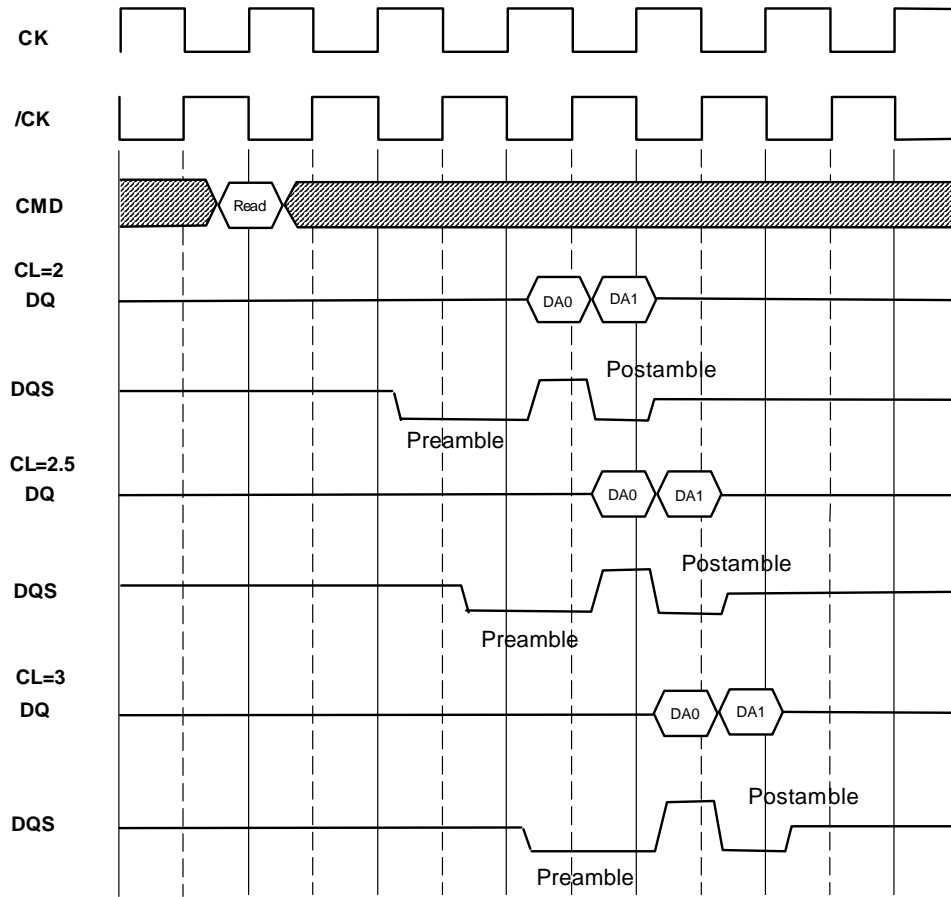 CK
/CK
CMD
Read
CL=2
DQ
DA0
DA1
DQS
Postamble
Preamble
CL=2.5
DQ
DA0
DA1
DQS
Postamble
Preamble
CL=3
DQ
DA0
DA1
DQS
Postamble
Preamble